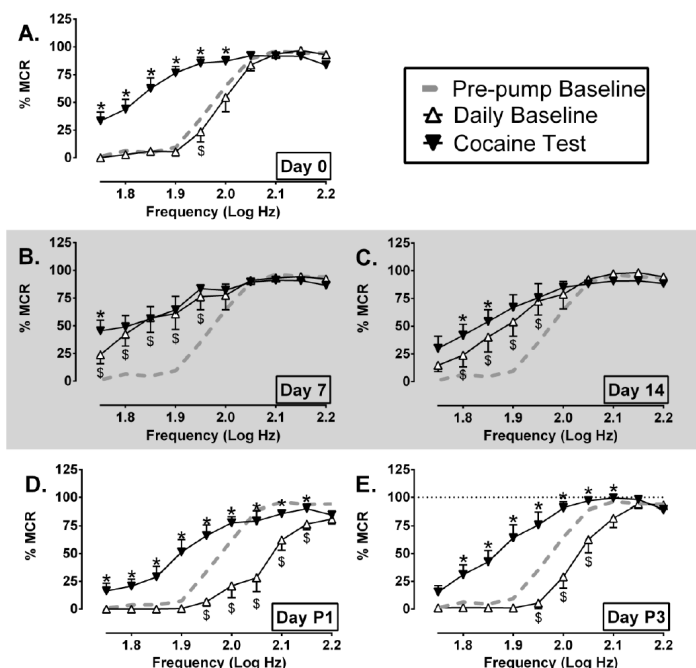 A.
% MCR
125
100
75
50
25
0
* * * * * *
$
1.8 1.9 2.0 2.1 2.2
Frequency (Log Hz)
Day 0
Pre-pump Baseline
Daily Baseline
Cocaine Test
B.
% MCR
125
100
75
50
25
0
*
$ $ $ $ $
1.8 1.9 2.0 2.1 2.2
Frequency (Log Hz)
Day 7
C.
% MCR
125
100
75
50
25
0
* *
$ $ $ $
1.8 1.9 2.0 2.1 2.2
Frequency (Log Hz)
Day 14
D.
% MCR
125
100
75
50
25
0
* * * * * * * * *
$ $ $ $ $
1.8 1.9 2.0 2.1 2.2
Frequency (Log Hz)
Day P1
E.
% MCR
125
100
75
50
25
0
* * * * * * *
$ $ $ $
1.8 1.9 2.0 2.1 2.2
Frequency (Log Hz)
Day P3